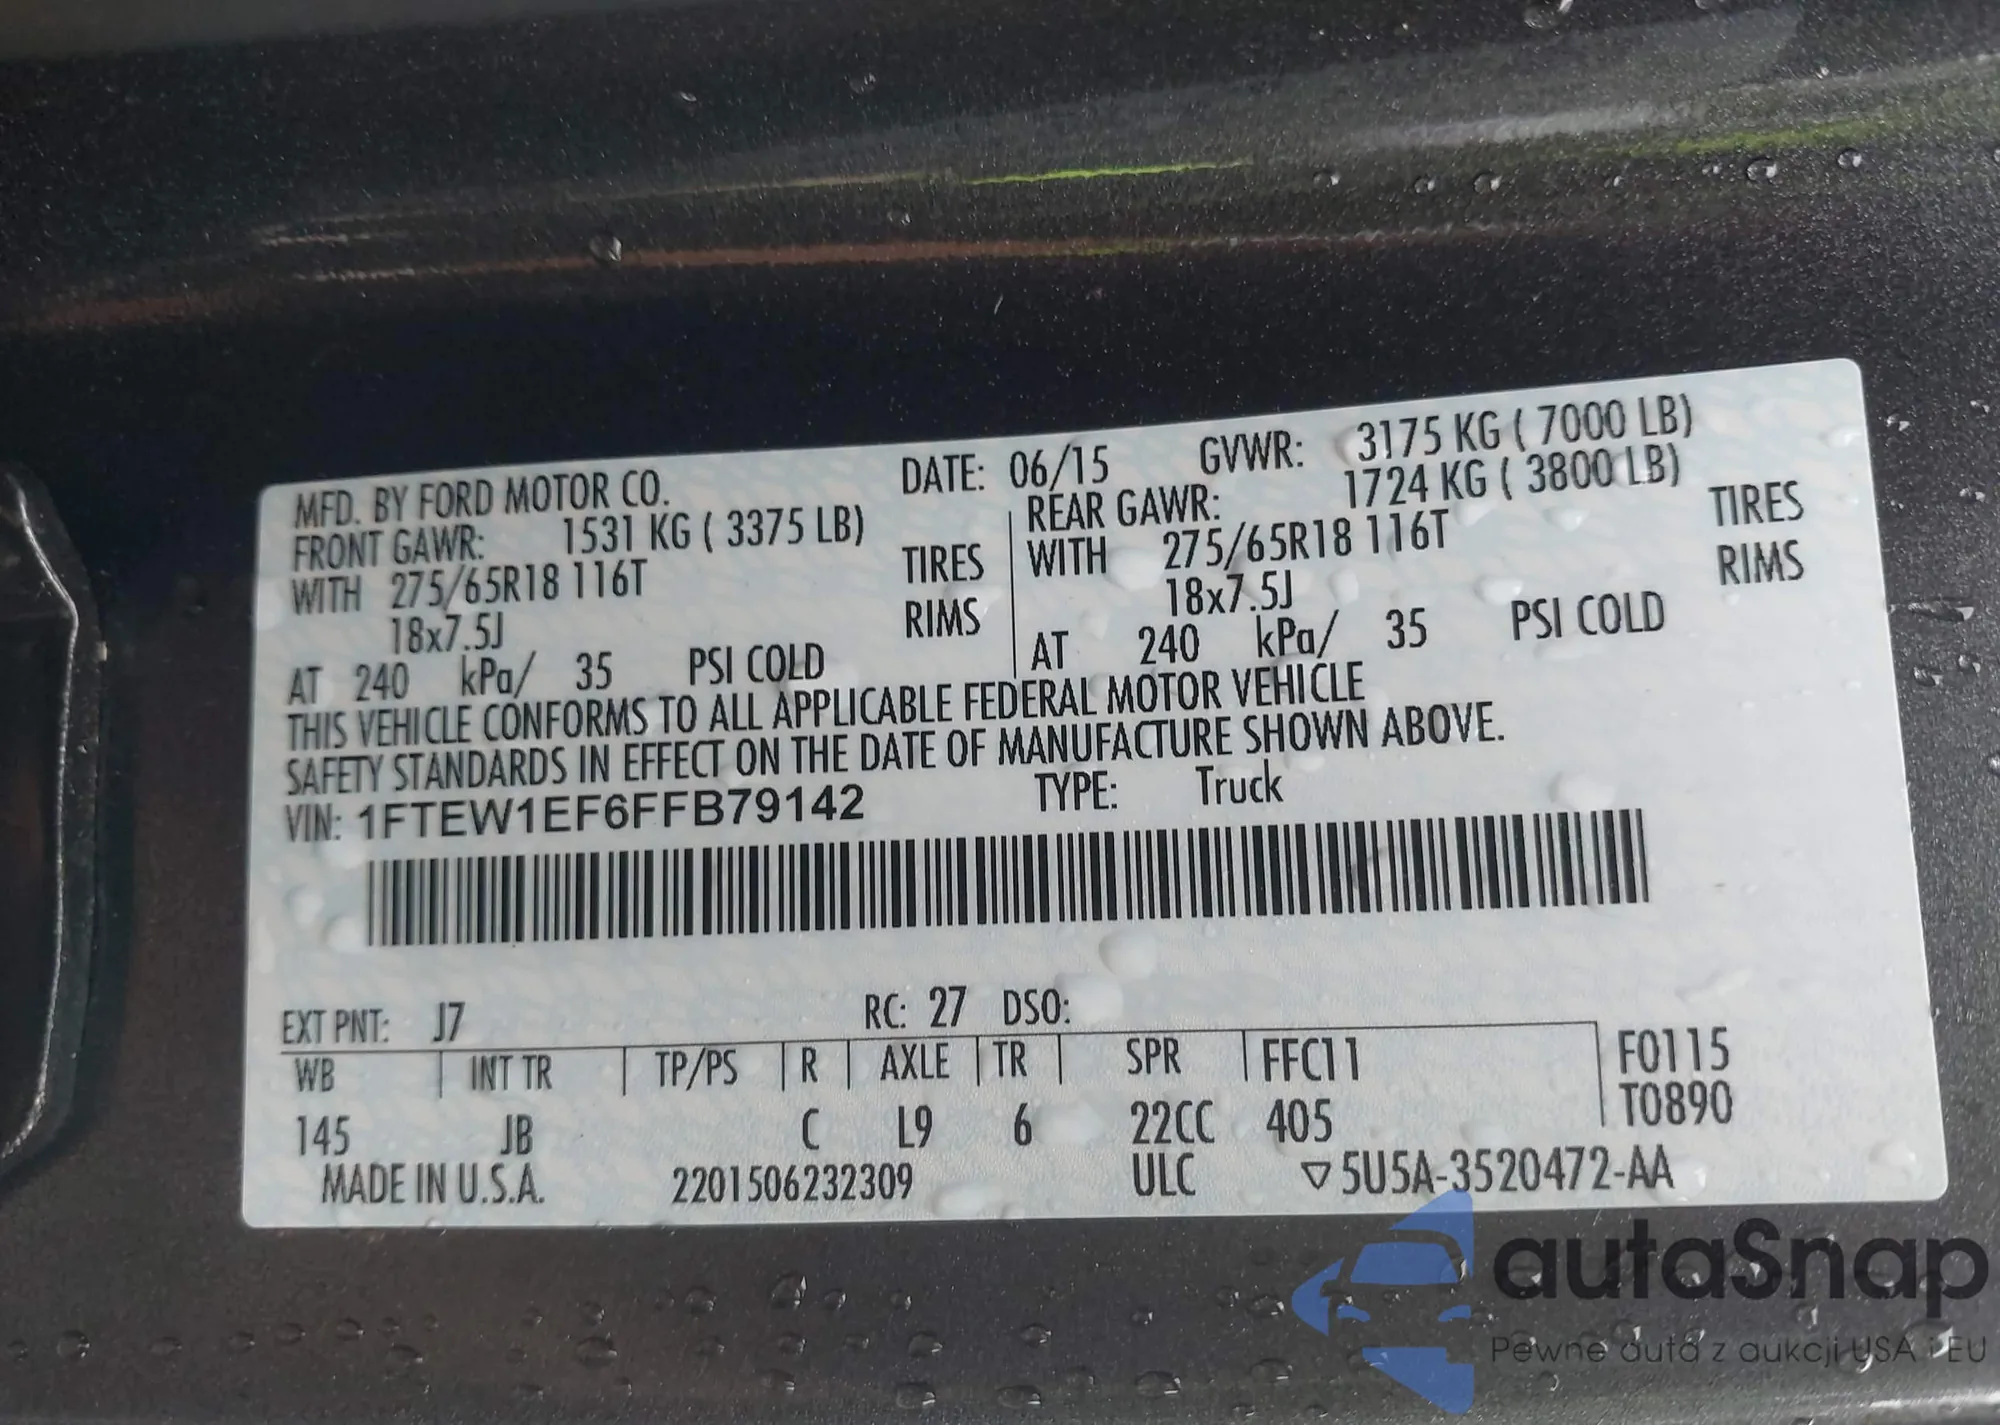 MFD. BY FORD MOTOR CO. DATE: 06/15 GVWR: 3175 KG ( 7000 LB)
FRONT GAWR: 1531 KG ( 3375 LB) REAR GAWR: 1724 KG ( 3800 LB)
WITH 275/65R18 116T TIRES WITH 275/65R18 116T TIRES
18x7.5J RIMS 18x7.5J RIMS
AT 240 kPa/ 35 PSI COLD AT 240 kPa/ 35 PSI COLD
THIS VEHICLE CONFORMS TO ALL APPLICABLE FEDERAL MOTOR VEHICLE
SAFETY STANDARDS IN EFFECT ON THE DATE OF MANUFACTURE SHOWN ABOVE.
VIN: 1FTEW1EF6FFB79142 TYPE: Truck
EXT PNT: J7 RC: 27 DSO:
WB INT TR TP/PS R AXLE TR SPR FFC11 F0115
T0890
145 JB C L9 6 22CC 405
MADE IN U.S.A. 2201506232309 ULC ▽5U5A-3520472-AA
autaSnap
Pewne auta z aukcji USA i EU